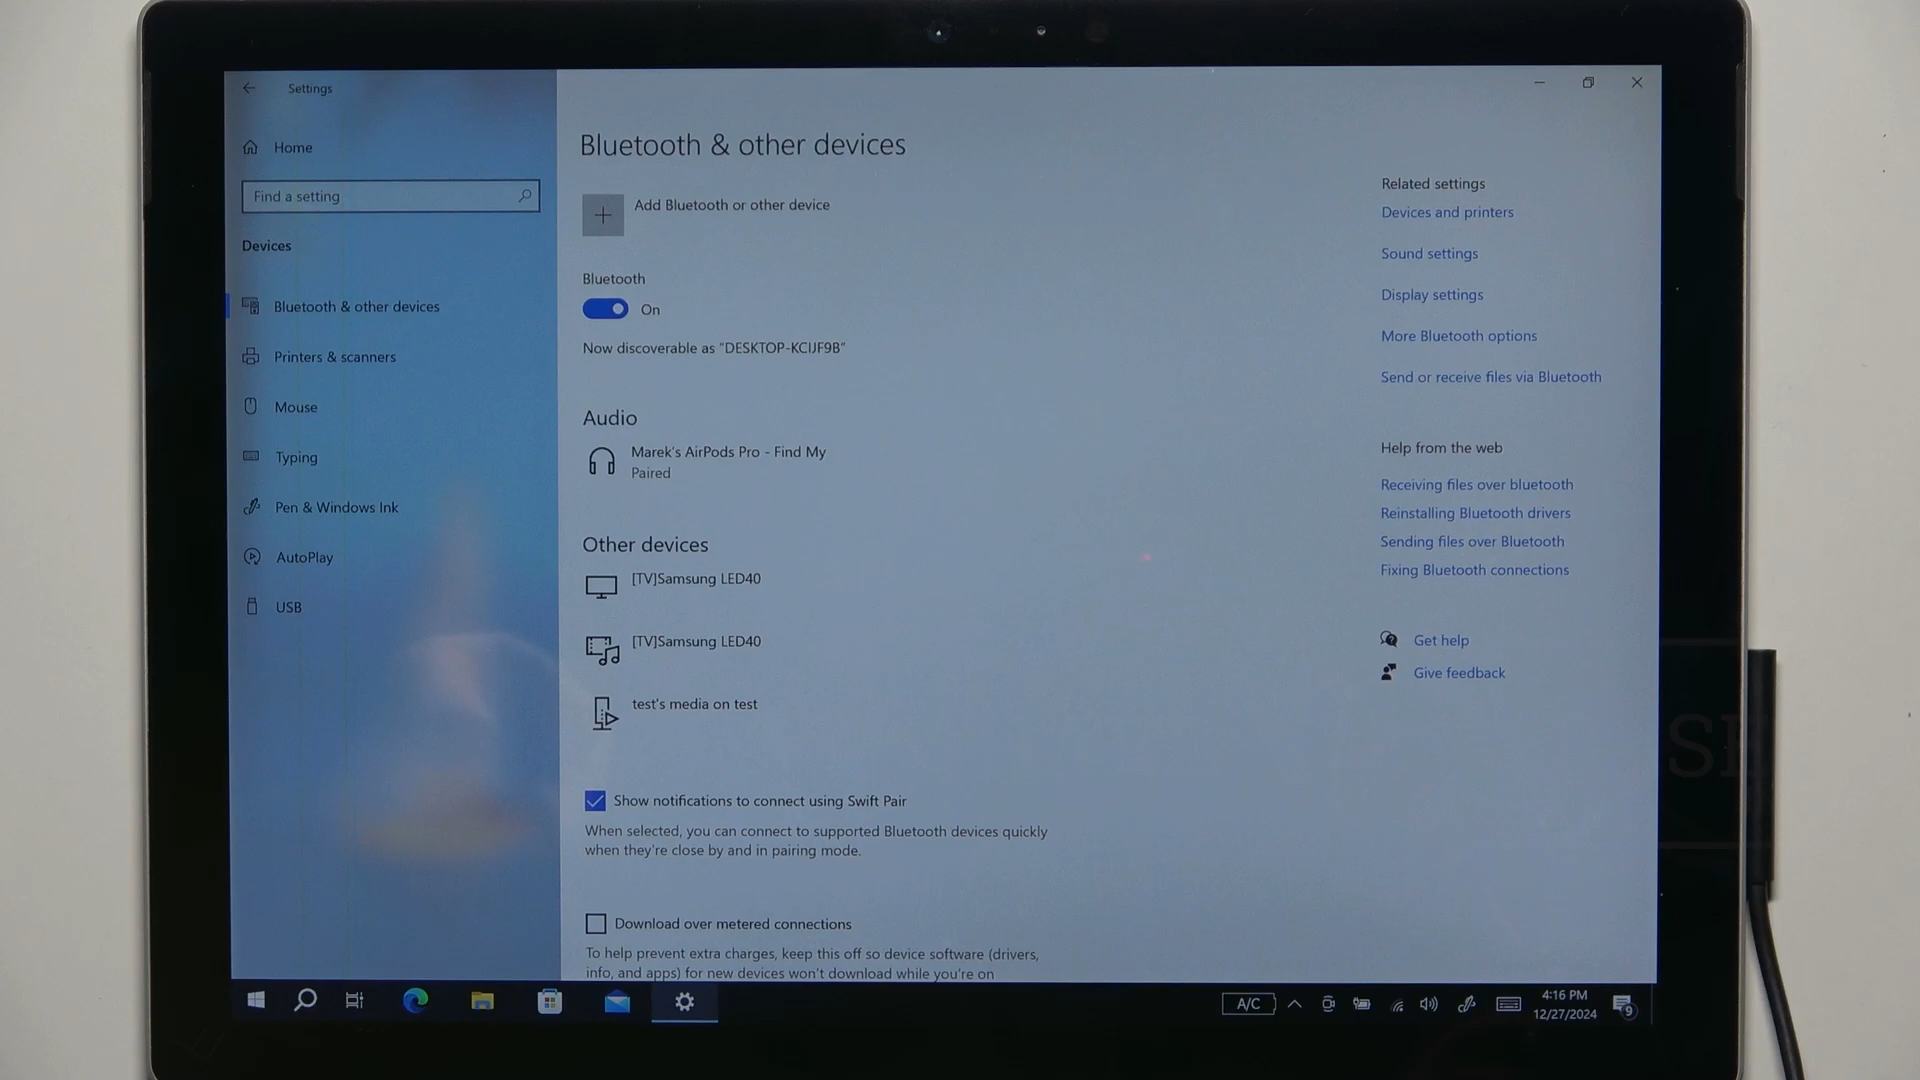 Settings
Home
Find a setting
Devices
Bluetooth & other devices
Printers & scanners
Mouse
Typing
Pen & Windows Ink
AutoPlay
USB
Bluetooth & other devices
Add Bluetooth or other device
Bluetooth
On
Now discoverable as "DESKTOP-KCIJF9B"
Audio
Marek's AirPods Pro - Find My
Paired
Other devices
[TV]Samsung LED40
[TV]Samsung LED40
test's media on test
Show notifications to connect using Swift Pair
When selected, you can connect to supported Bluetooth devices quickly
when they're close by and in pairing mode.
Download over metered connections
To help prevent extra charges, keep this off so device software (drivers,
info, and apps) for new devices won't download while you're on
Related settings
Devices and printers
Sound settings
Display settings
More Bluetooth options
Send or receive files via Bluetooth
Help from the web
Receiving files over bluetooth
Reinstalling Bluetooth drivers
Sending files over Bluetooth
Fixing Bluetooth connections
Get help
Give feedback
A/C
4:16 PM
12/27/2024
9